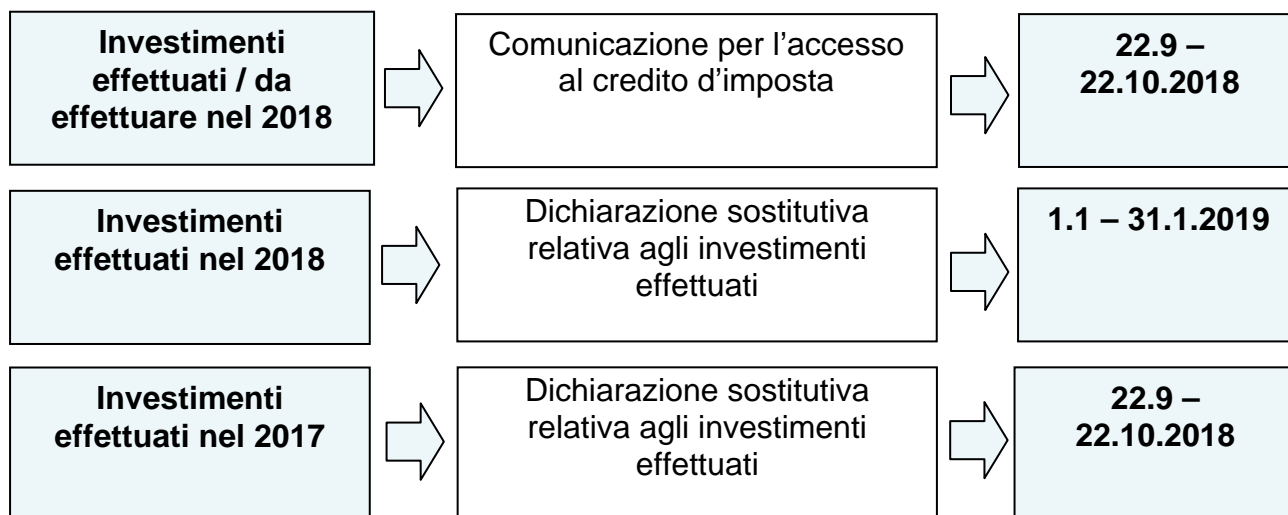 Investimenti
effettuati / da
effettuare nel 2018
Comunicazione per l’accesso
al credito d’imposta
22.9 –
22.10.2018
Investimenti
effettuati nel 2018
Dichiarazione sostitutiva
relativa agli investimenti
effettuati
1.1 – 31.1.2019
Investimenti
effettuati nel 2017
Dichiarazione sostitutiva
relativa agli investimenti
effettuati
22.9 –
22.10.2018